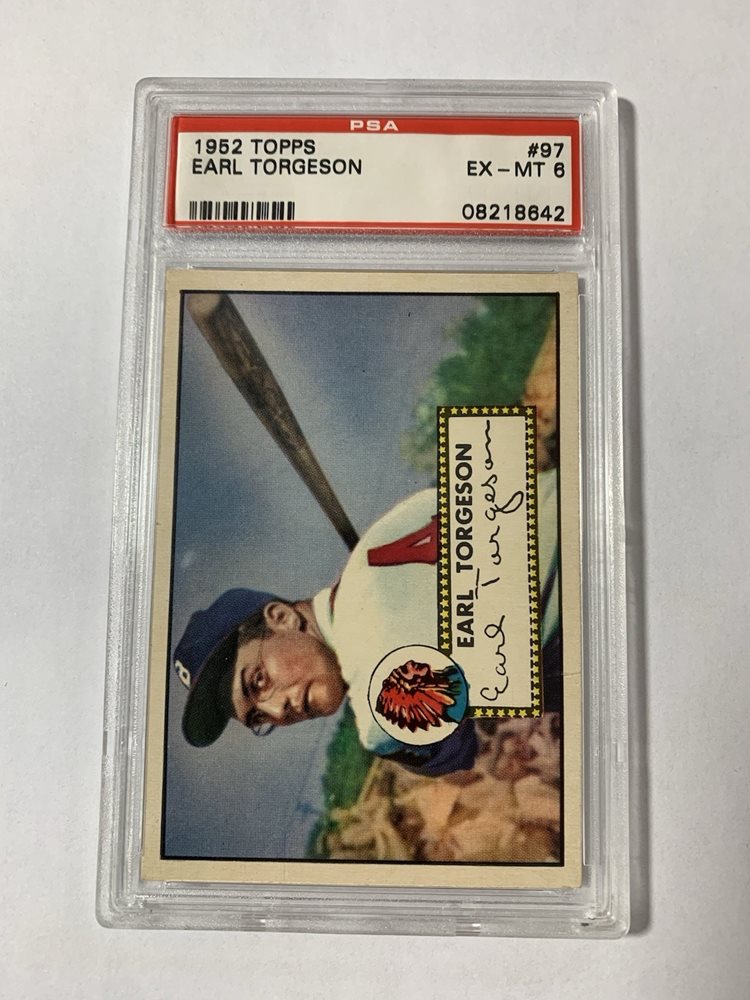 PSA
1952 TOPPS #97
EARL TORGESON EX - MT 6
08218642
B
A
EARL TORGESON
Earl Torgeson